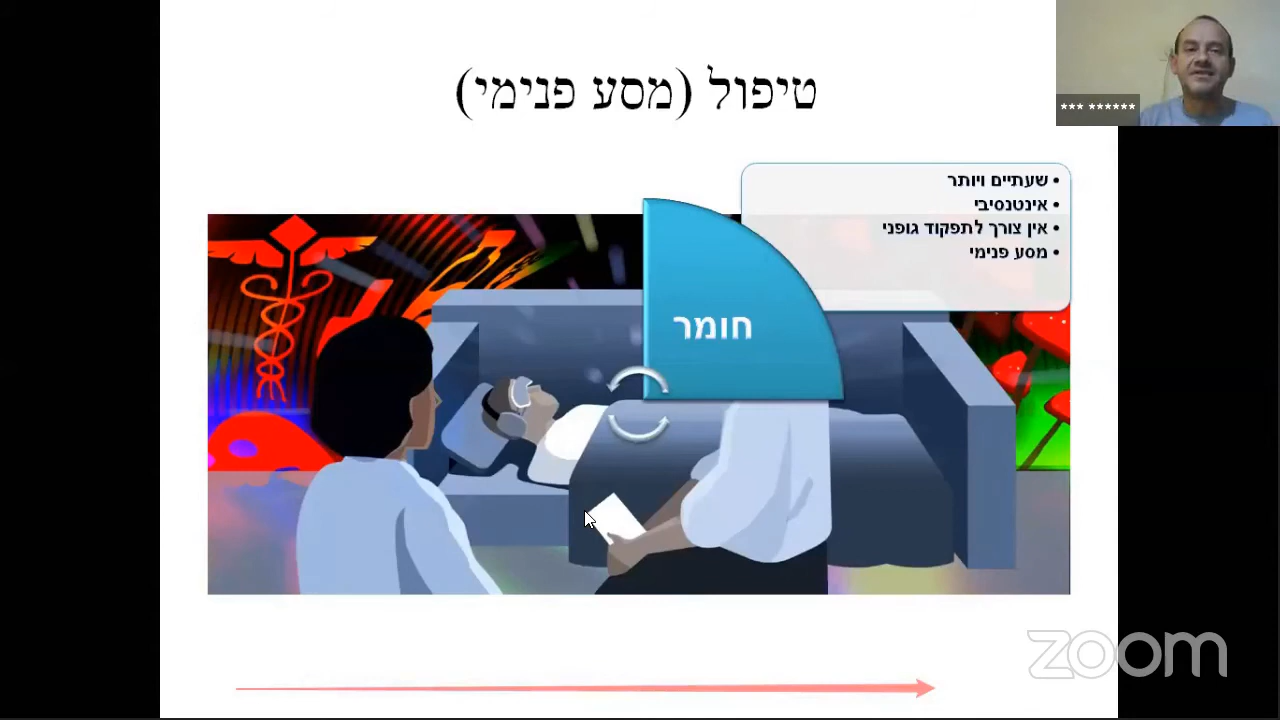 טיפול (מסע פנימי)
*** ******
• שעתיים ויותר
• אינטנסיבי
• אין צורך לתפקוד גופני
• מסע פנימי
חומר
zoom